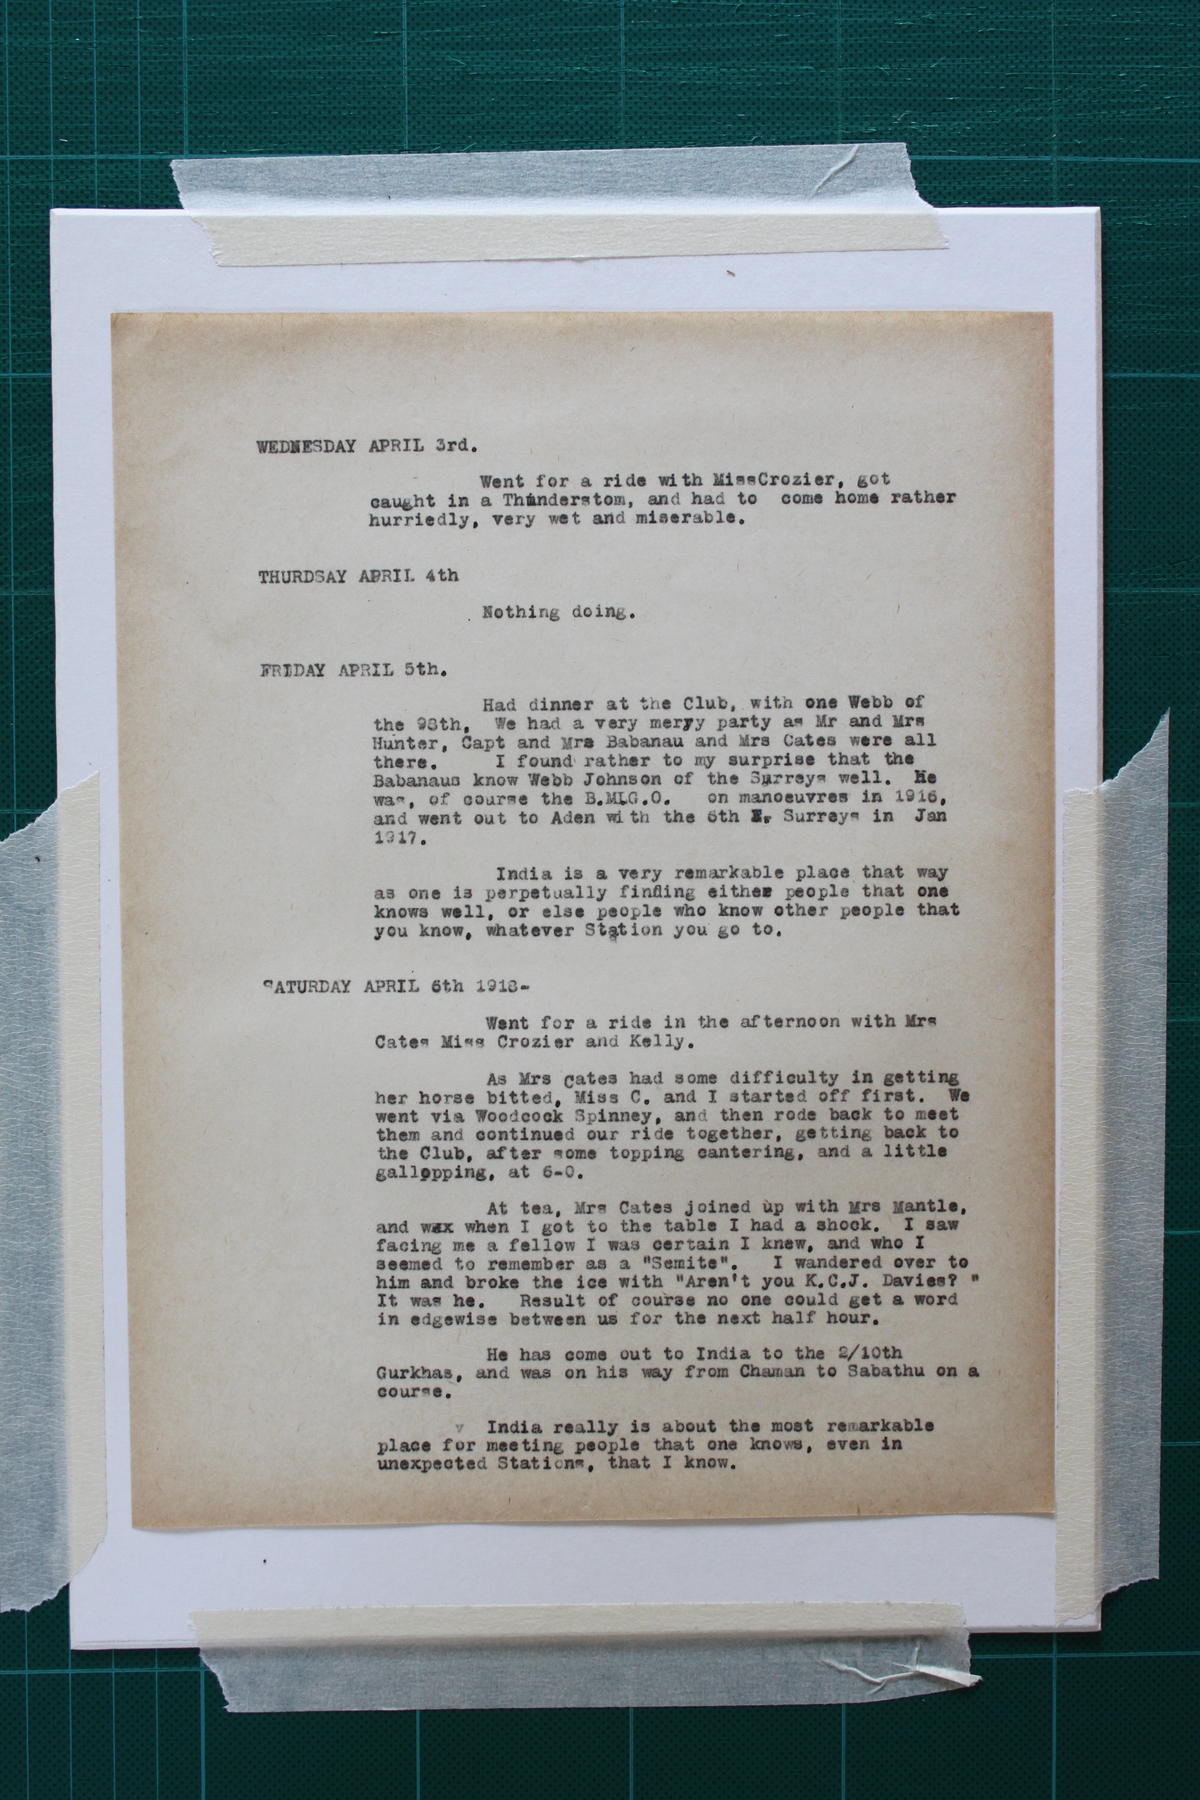 WEDNESDAY APRIL 3rd.
Went for a ride with MissCrozier, got
caught in a Thunderstom, and had to come home rather
hurriedly, very wet and miserable.
THURDSAY APRIL 4th
Nothing doing.
FRIDAY APRIL 5th.
Had dinner at the Club, with one Webb of
the 98th, We had a very merry party as Mr and Mrs
Hunter, Capt and Mrs Babanau and Mrs Cates were all
there. I found rather to my surprise that the
Babanaus know Webb Johnson of the Surreys well. He
was, of course the B.M.G.O. on manoeuvres in 1916,
and went out to Aden with the 6th E. Surreys in Jan
1917.
India is a very remarkable place that way
as one is perpetually finding either people that one
knows well, or else people who know other people that
you know, whatever Station you go to.
SATURDAY APRIL 6th 1918-
Went for a ride in the afternoon with Mrs
Cates Miss Crozier and Kelly.
As Mrs Cates had some difficulty in getting
her horse bitted, Miss C. and I started off first. We
went via Woodcock Spinney, and then rode back to meet
them and continued our ride together, getting back to
the Club, after some topping cantering, and a little
gallopping, at 6-0.
At tea, Mrs Cates joined up with Mrs Mantle,
and wax when I got to the table I had a shock. I saw
facing me a fellow I was certain I knew, and who I
seemed to remember as a "Semite". I wandered over to
him and broke the ice with "Aren't you K.C.J. Davies? "
It was he. Result of course no one could get a word
in edgewise between us for the next half hour.
He has come out to India to the 2/10th
Gurkhas, and was on his way from Chaman to Sabathu on a
course.
India really is about the most remarkable
place for meeting people that one knows, even in
unexpected Stations, that I know.